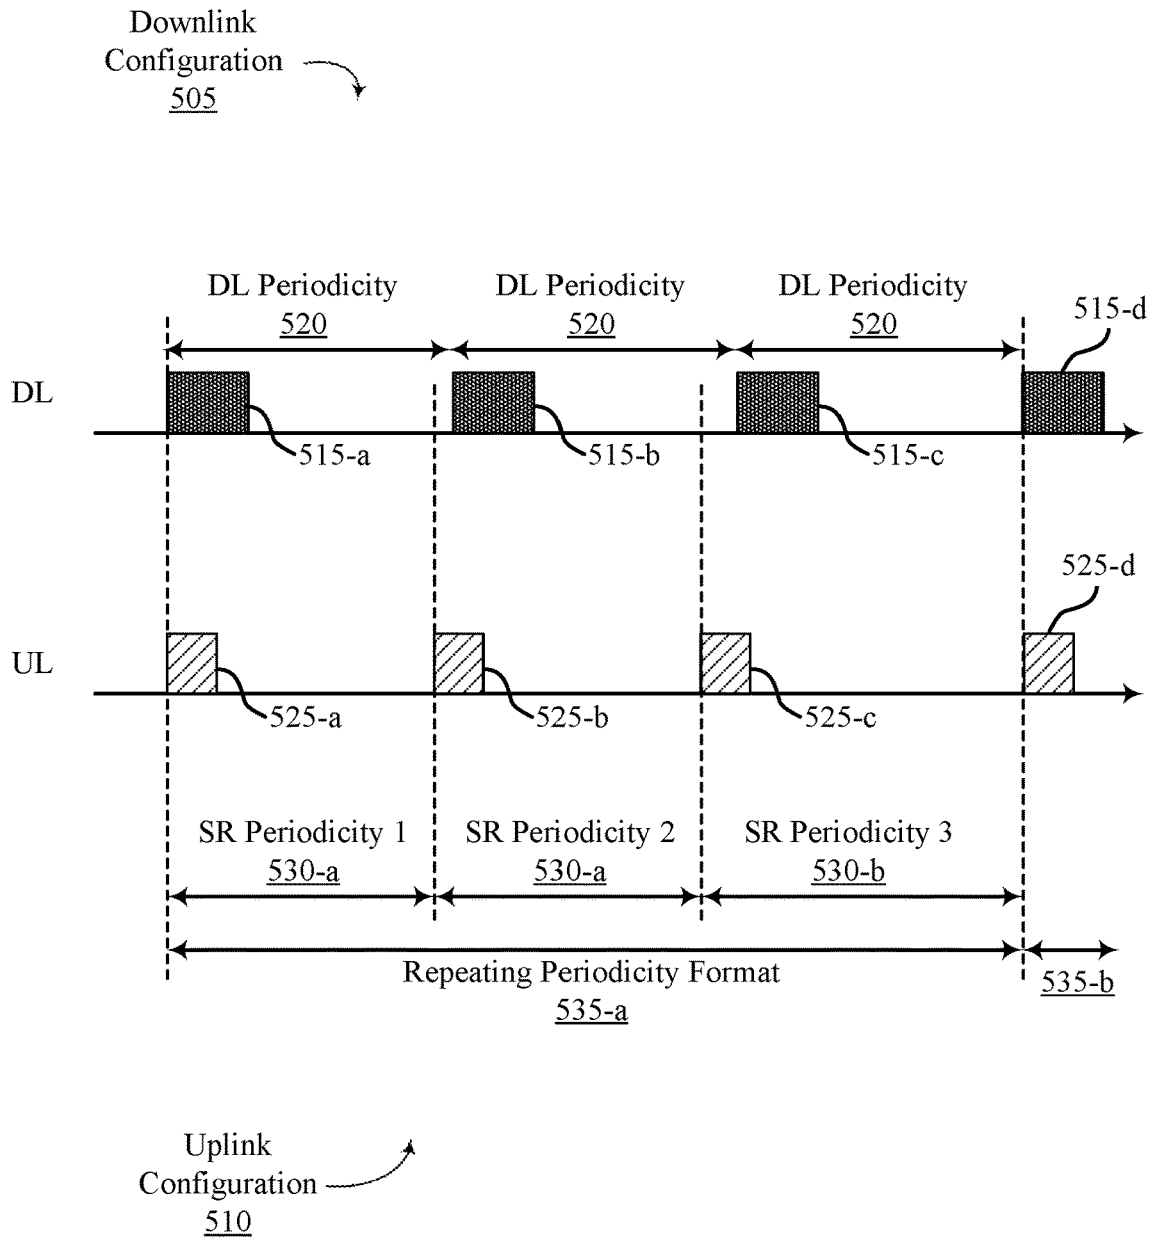 Downlink
Configuration
505
DL Periodicity
520
DL Periodicity
520
DL Periodicity
520
515-d
DL
515-a
515-b
515-c
525-d
UL
525-a
525-b
525-c
SR Periodicity 1
530-a
SR Periodicity 2
530-a
SR Periodicity 3
530-b
Repeating Periodicity Format
535-a
535-b
Uplink
Configuration
510